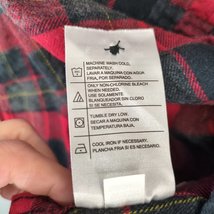 MACHINE WASH COLD,
SEPARATELY.
LAVAR A MAQUINA CON AGUA
FRIA, POR SEPARADO.
ONLY NON-CHLORINE BLEACH
WHEN NEEDED.
USE SOLAMENTE
BLANQUEADOR SIN CLORO
SI SE NECESITA.
TUMBLE DRY LOW.
SECAR A MAQUINA CON
TEMPERATURA BAJA.
COOL IRON IF NECESSARY.
PLANCHA FRIA, SI ES
NECESARIO.